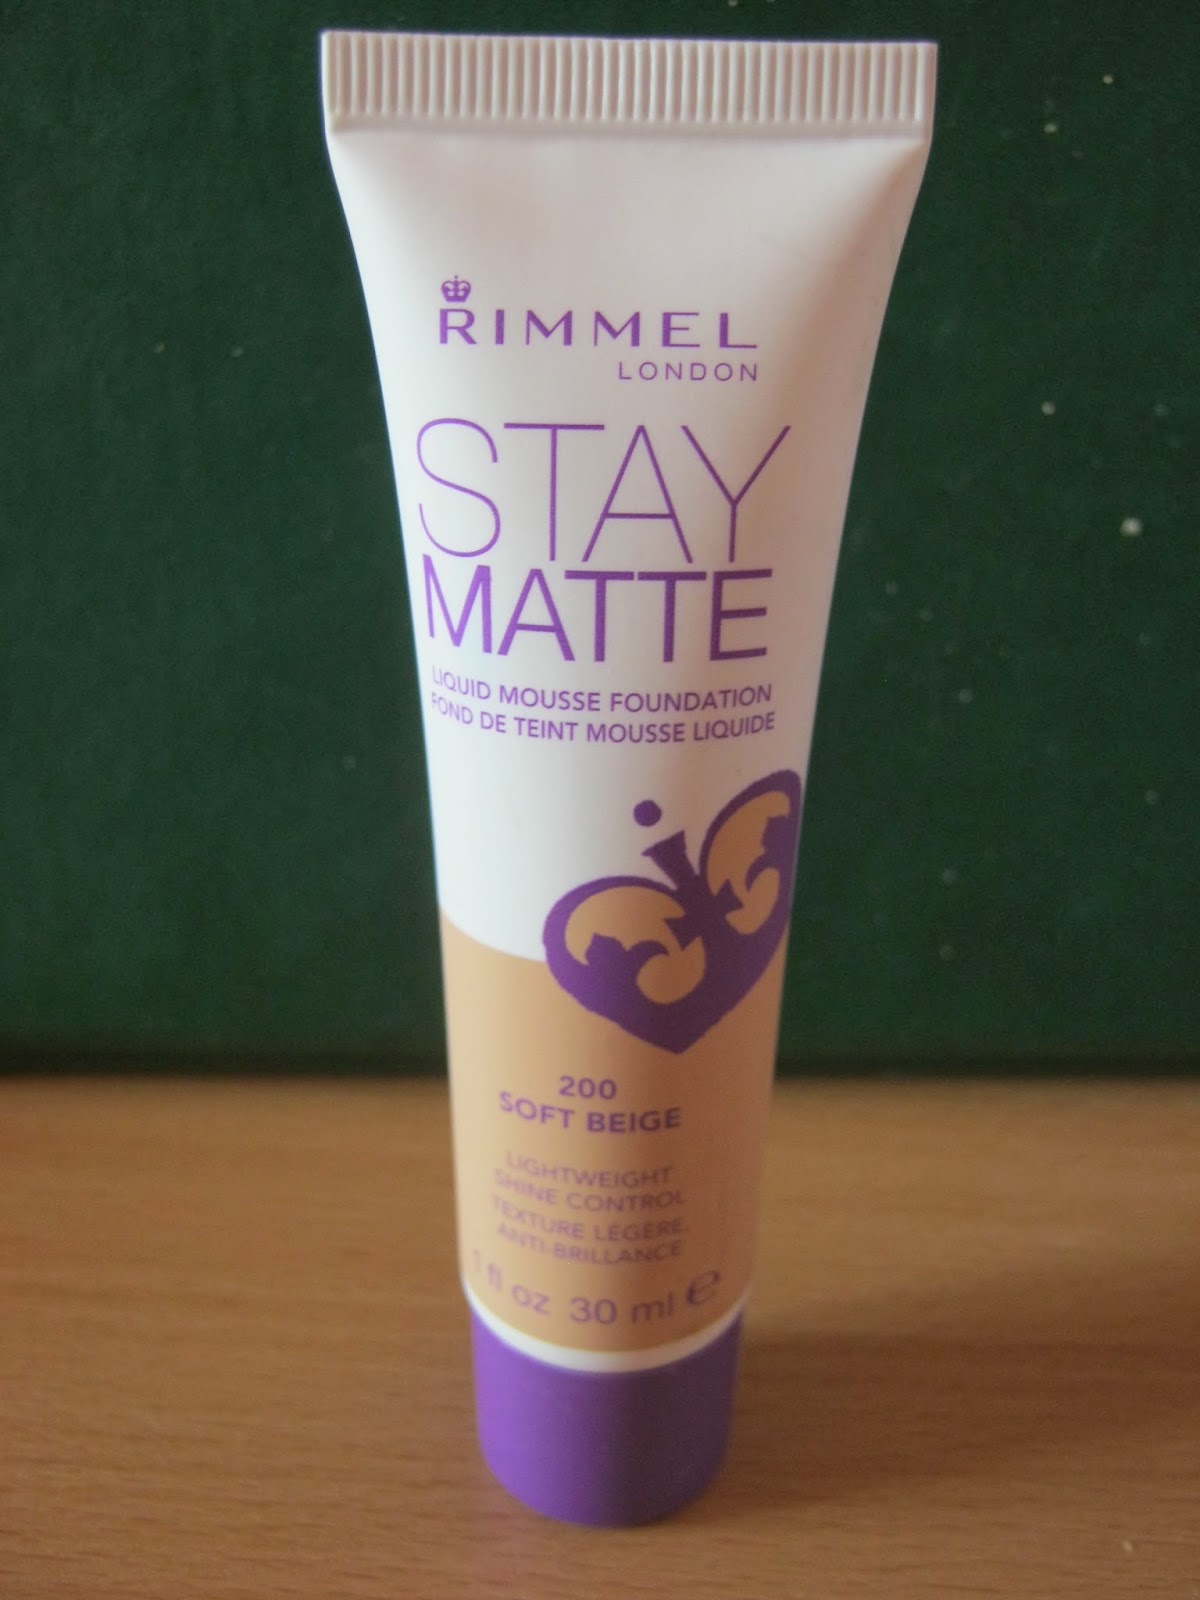 RIMMEL
LONDON
STAY
MATTE
LIQUID MOUSSE FOUNDATION
FOND DE TEINT MOUSSE LIQUIDE
200
SOFT BEIGE
LIGHTWEIGHT
SHINE CONTROL
TEXTURE LÉGÈRE,
ANTI-BRILLANCE
1 fl oz 30 ml ℮